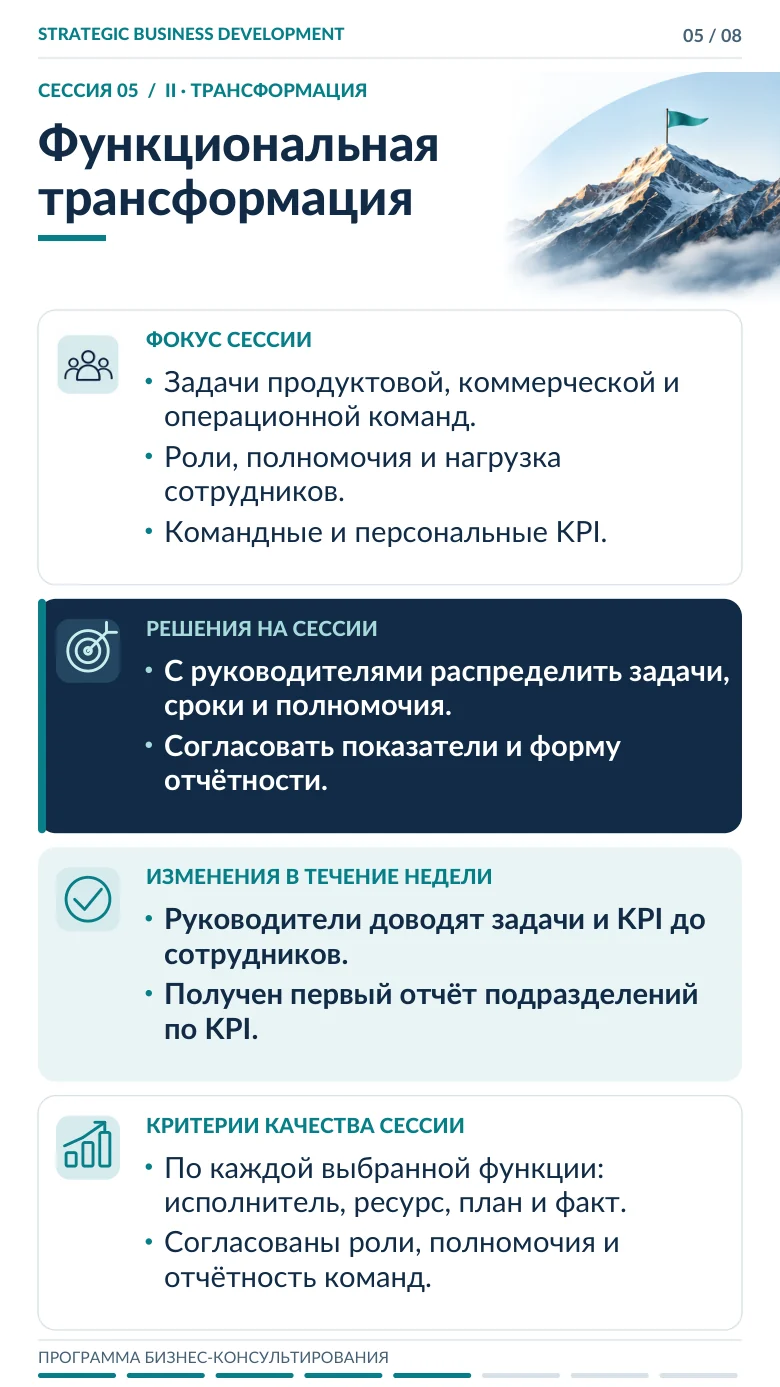 STRATEGIC BUSINESS DEVELOPMENT
05 / 08
СЕССИЯ 05 / II · ТРАНСФОРМАЦИЯ
Функциональная
трансформация
ФОКУС СЕССИИ
• Задачи продуктовой, коммерческой и
операционной команд.
• Роли, полномочия и нагрузка
сотрудников.
• Командные и персональные KPI.
РЕШЕНИЯ НА СЕССИИ
• С руководителями распределить задачи,
сроки и полномочия.
• Согласовать показатели и форму
отчётности.
ИЗМЕНЕНИЯ В ТЕЧЕНИЕ НЕДЕЛИ
• Руководители доводят задачи и KPI до
сотрудников.
• Получен первый отчёт подразделений
по KPI.
КРИТЕРИИ КАЧЕСТВА СЕССИИ
• По каждой выбранной функции:
исполнитель, ресурс, план и факт.
• Согласованы роли, полномочия и
отчётность команд.
ПРОГРАММА БИЗНЕС-КОНСУЛЬТИРОВАНИЯ